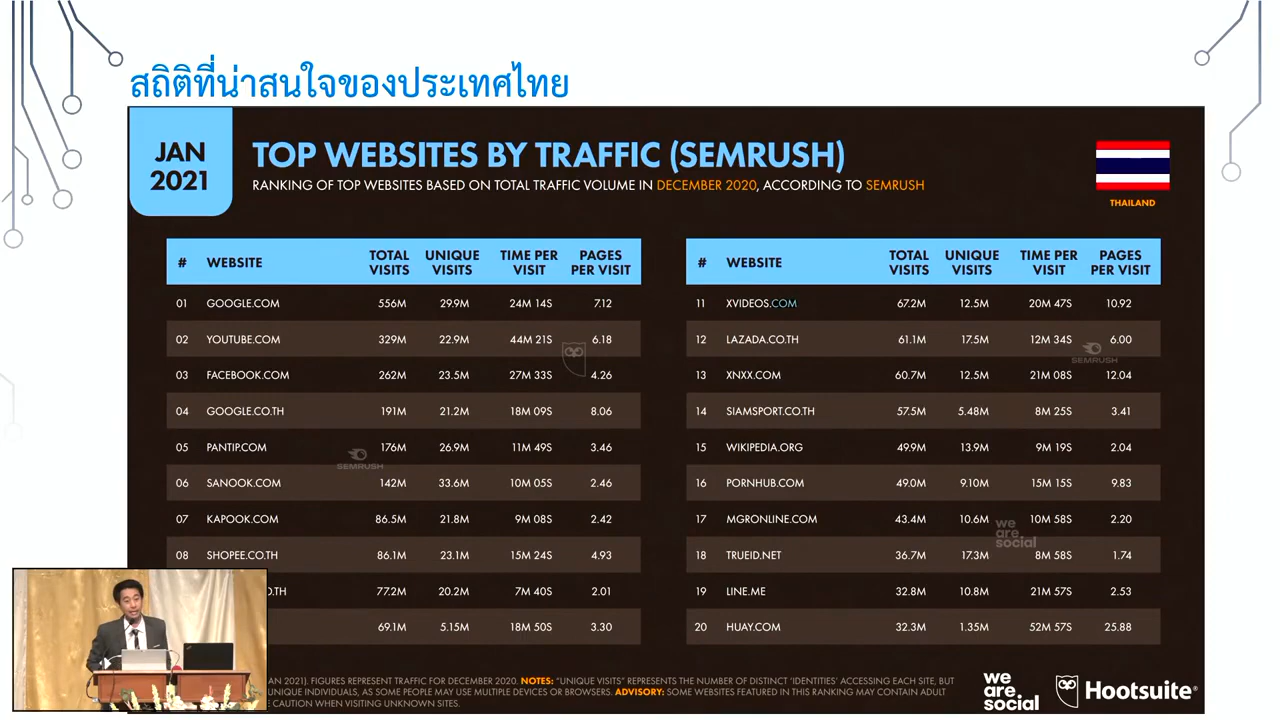 สถิติที่น่าสนใจของประเทศไทย
JAN
2021
TOP WEBSITES BY TRAFFIC (SEMRUSH)
RANKING OF TOP WEBSITES BASED ON TOTAL TRAFFIC VOLUME IN DECEMBER 2020, ACCORDING TO SEMRUSH
THAILAND
# WEBSITE TOTAL VISITS UNIQUE VISITS TIME PER VISIT PAGES PER VISIT
01 GOOGLE.COM 556M 29.9M 24M 14S 7.12
02 YOUTUBE.COM 329M 22.9M 44M 21S 6.18
03 FACEBOOK.COM 262M 23.5M 27M 33S 4.26
04 GOOGLE.CO.TH 191M 21.2M 18M 09S 8.06
05 PANTIP.COM 176M 26.9M 11M 49S 3.46
SEMRUSH
06 SANOOK.COM 142M 33.6M 10M 05S 2.46
07 KAPOOK.COM 86.5M 21.8M 9M 08S 2.42
08 SHOPEE.CO.TH 86.1M 23.1M 15M 24S 4.93
O.TH 77.2M 20.2M 7M 40S 2.01
69.1M 5.15M 18M 50S 3.30
# WEBSITE TOTAL VISITS UNIQUE VISITS TIME PER VISIT PAGES PER VISIT
11 XVIDEOS.COM 67.2M 12.5M 20M 47S 10.92
12 LAZADA.CO.TH 61.1M 17.5M 12M 34S 6.00
SEMRUSH
13 XNXX.COM 60.7M 12.5M 21M 08S 12.04
14 SIAMSPORT.CO.TH 57.5M 5.48M 8M 25S 3.41
15 WIKIPEDIA.ORG 49.9M 13.9M 9M 19S 2.04
16 PORNHUB.COM 49.0M 9.10M 15M 15S 9.83
17 MGRONLINE.COM 43.4M 10.6M 10M 58S 2.20
we are social
18 TRUEID.NET 36.7M 17.3M 8M 58S 1.74
19 LINE.ME 32.8M 10.8M 21M 57S 2.53
20 HUAY.COM 32.3M 1.35M 52M 57S 25.88
AN 2021). FIGURES REPRESENT TRAFFIC FOR DECEMBER 2020. NOTES: “UNIQUE VISITS” REPRESENTS THE NUMBER OF DISTINCT ‘IDENTITIES’ ACCESSING EACH SITE, BUT
UNIQUE INDIVIDUALS, AS SOME PEOPLE MAY USE MULTIPLE DEVICES OR BROWSERS. ADVISORY: SOME WEBSITES FEATURED IN THIS RANKING MAY CONTAIN ADULT
CAUTION WHEN VISITING UNKNOWN SITES.
we
are
social
Hootsuite®